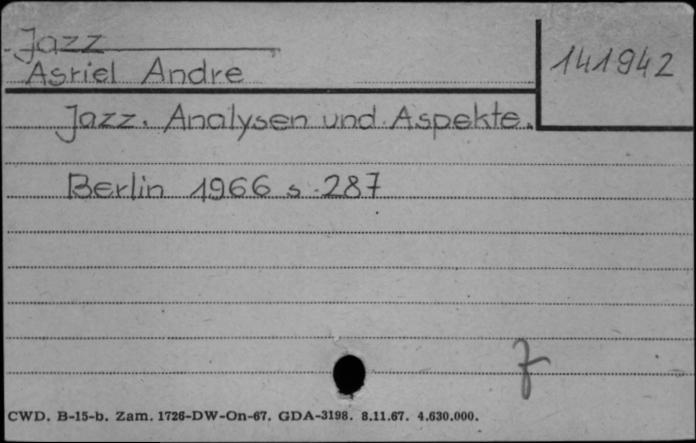 Jazz
Asriel Andre
141942
Jazz. Analysen und Aspekte.
Berlin 1966 s. 287
CWD. B-15-b. Zam. 1726-DW-On-67. GDA-3198. 8.11.67. 4.630.000.